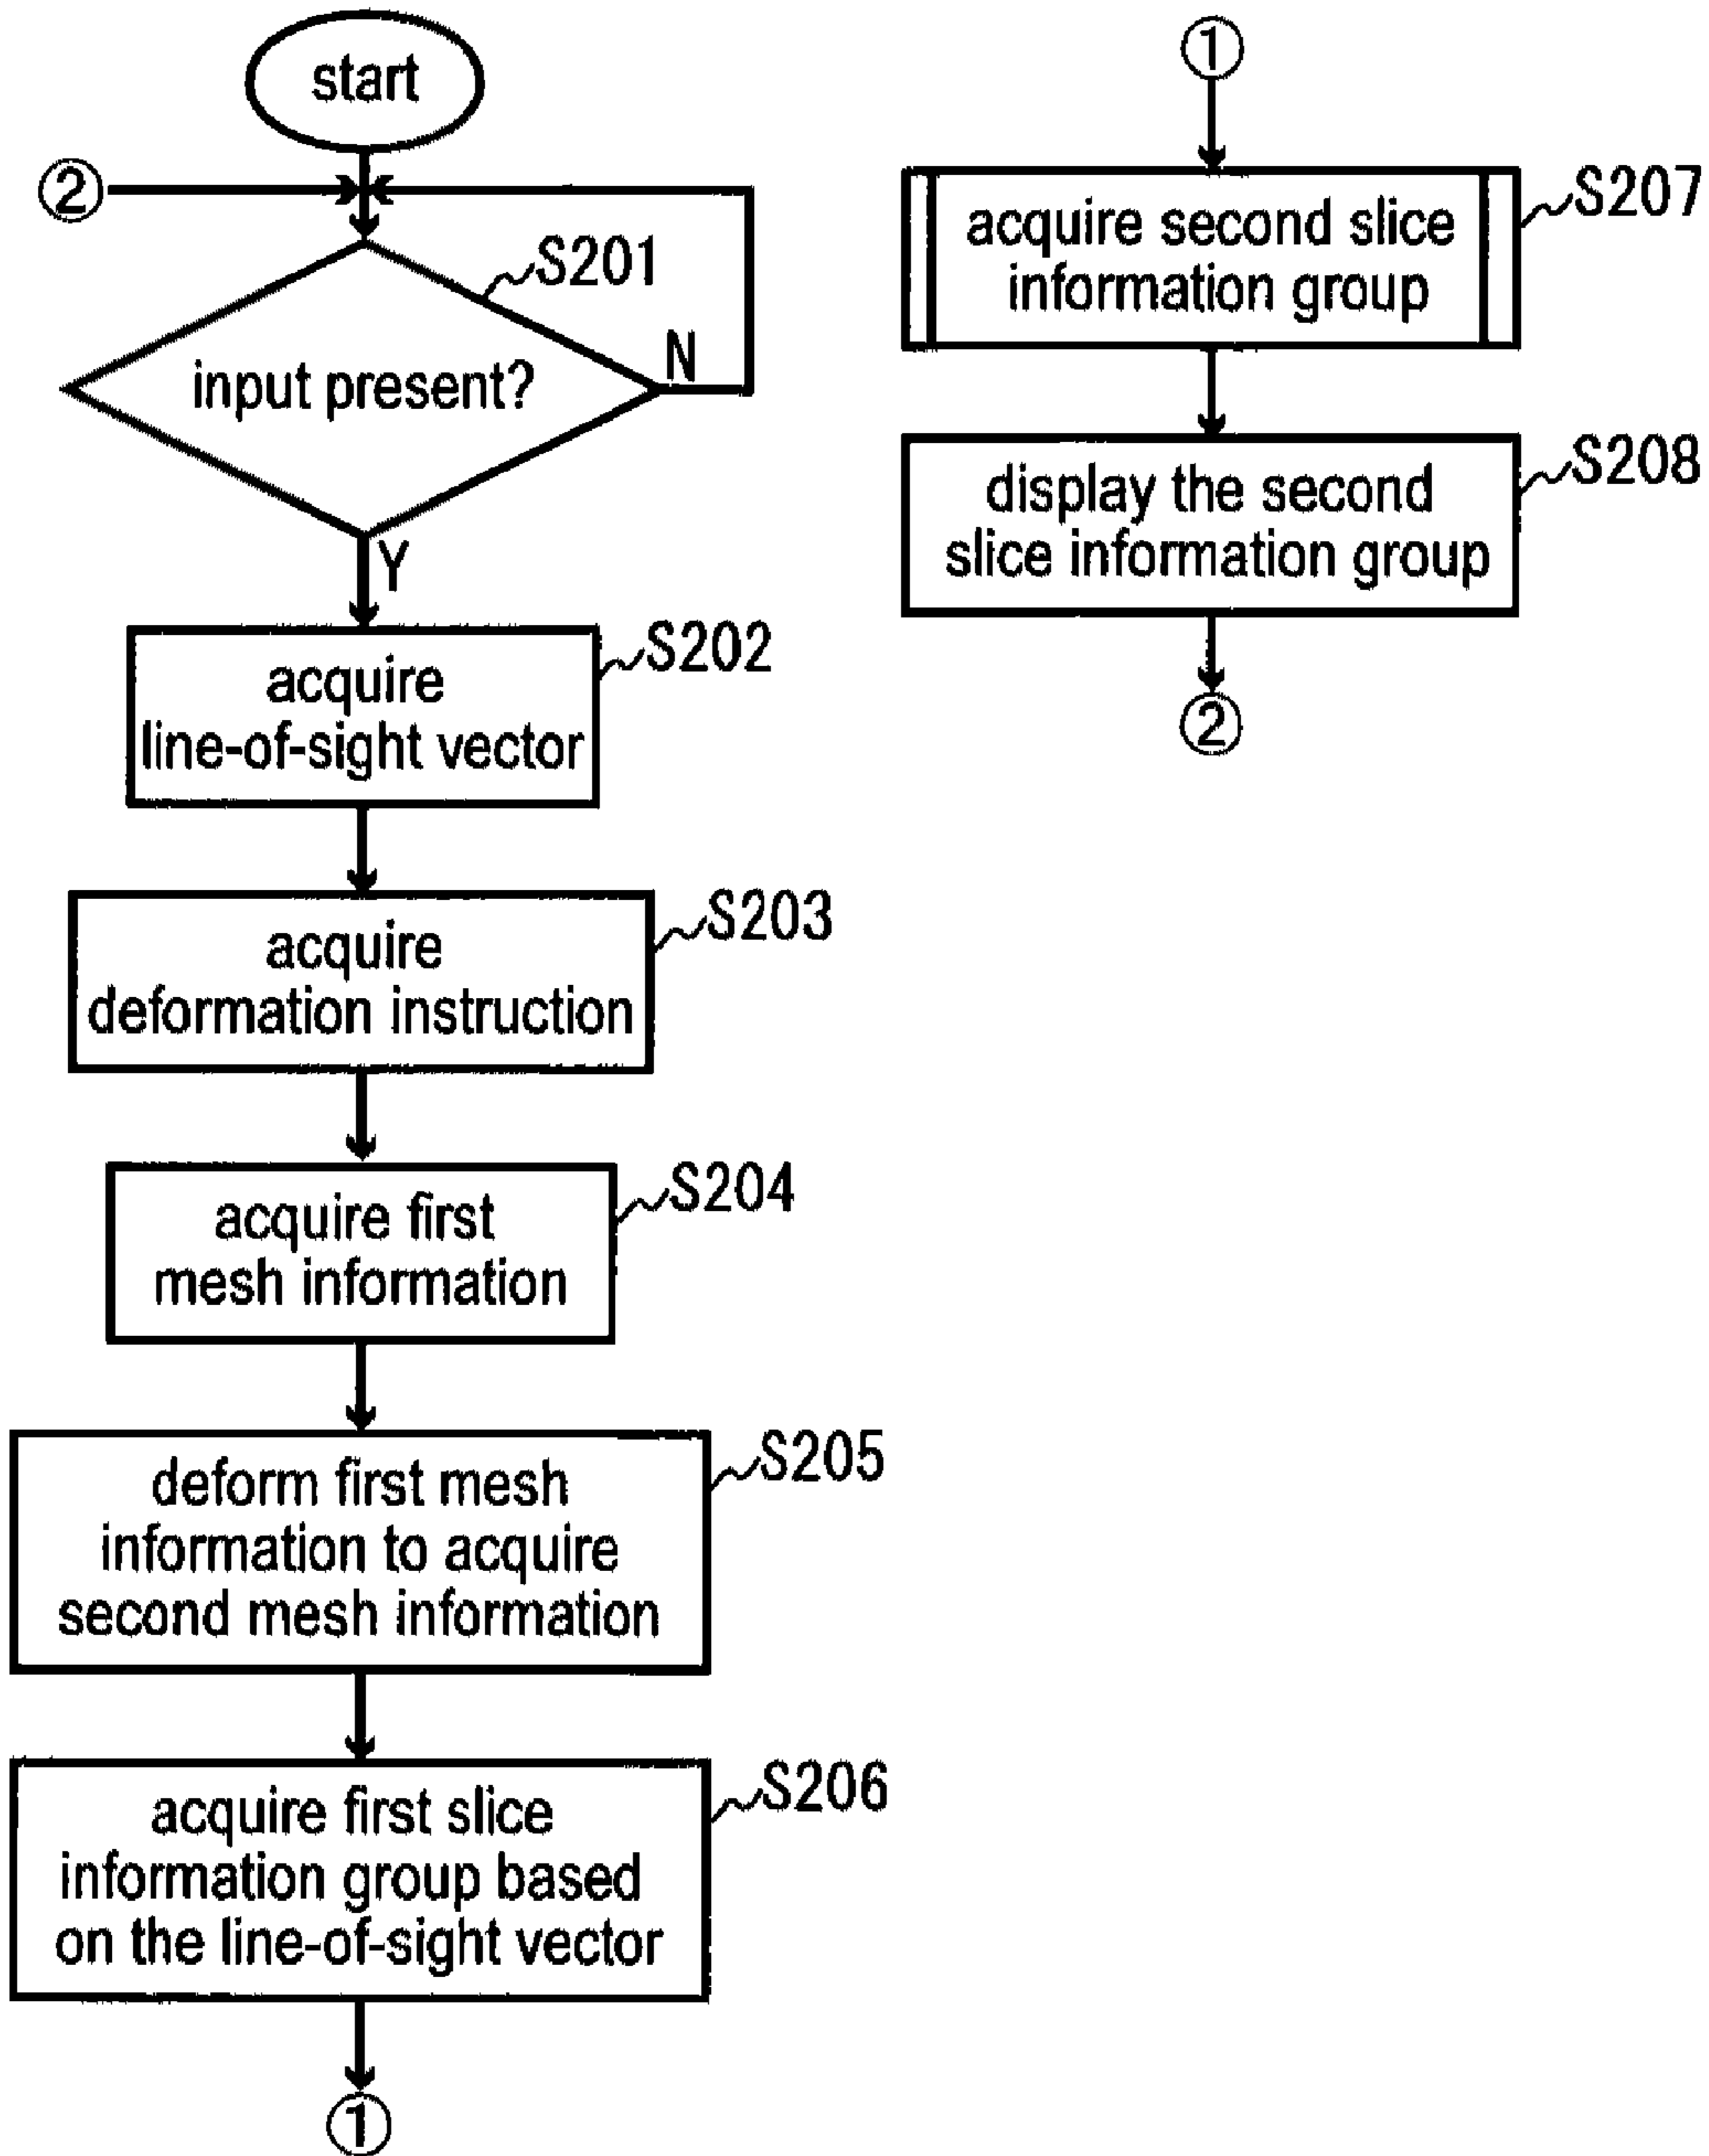 start
②
S201
input present?
N
Y
S202
acquire
line-of-sight vector
S203
acquire
deformation instruction
S204
acquire first
mesh information
S205
deform first mesh
information to acquire
second mesh information
S206
acquire first slice
information group based
on the line-of-sight vector
①
①
S207
acquire second slice
information group
S208
display the second
slice information group
②